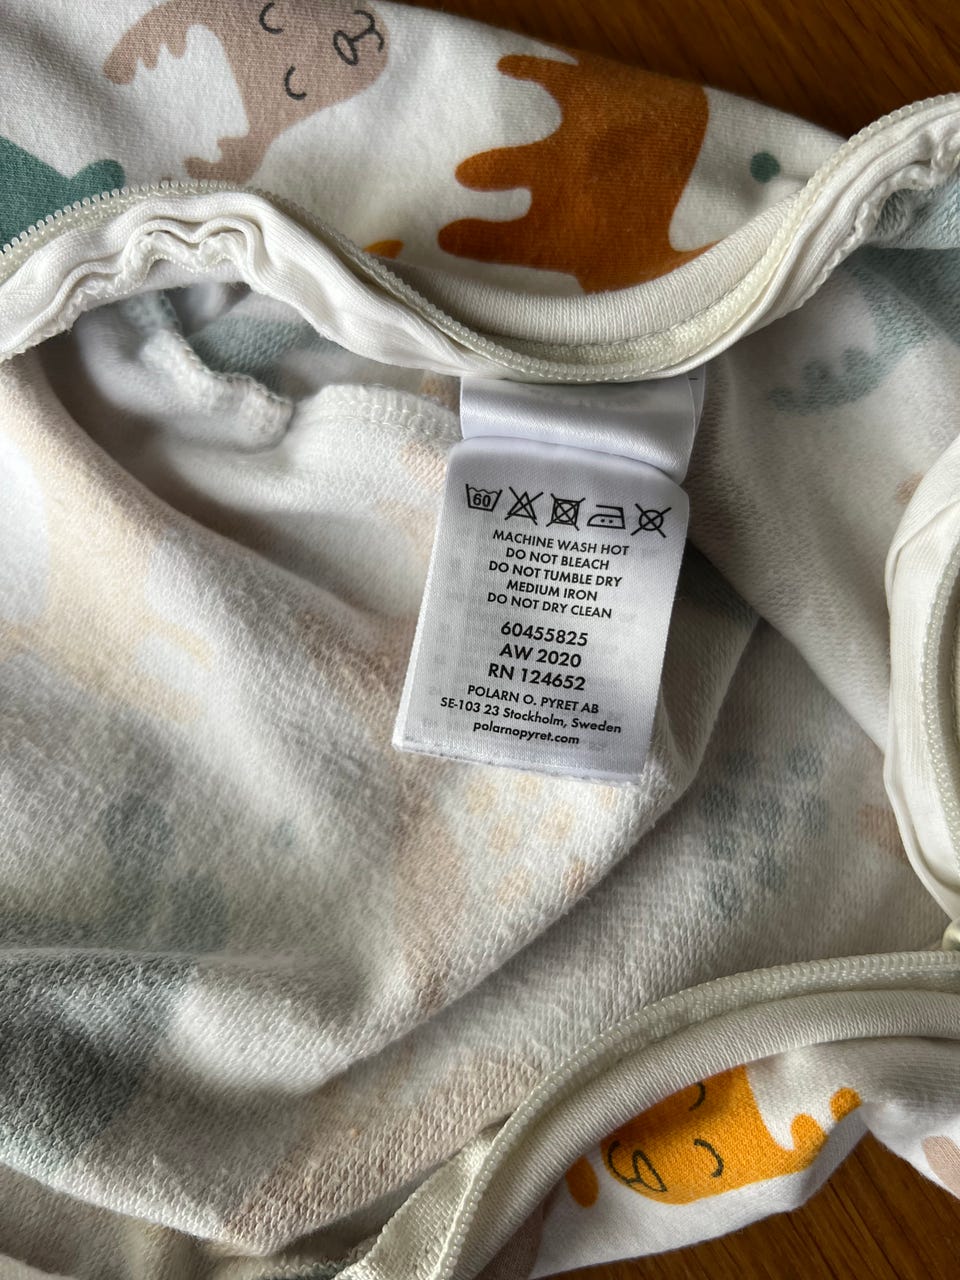 60
MACHINE WASH HOT
DO NOT BLEACH
DO NOT TUMBLE DRY
MEDIUM IRON
DO NOT DRY CLEAN
60455825
AW 2020
RN 124652
POLARN O. PYRET AB
SE-103 23 Stockholm, Sweden
polarnopyret.com